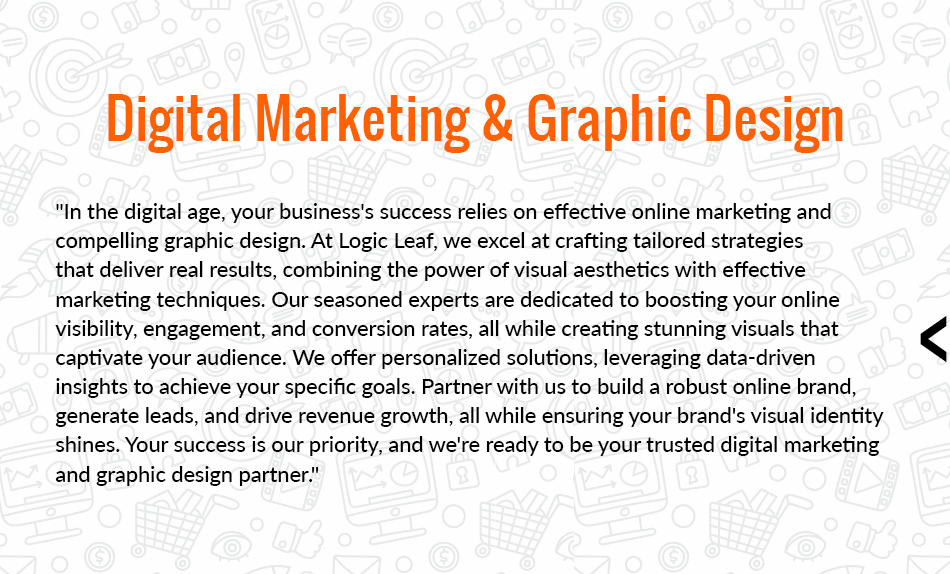 Digital Marketing & Graphic Design
"In the digital age, your business's success relies on effective online marketing and
compelling graphic design. At Logic Leaf, we excel at crafting tailored strategies
that deliver real results, combining the power of visual aesthetics with effective
marketing techniques. Our seasoned experts are dedicated to boosting your online
visibility, engagement, and conversion rates, all while creating stunning visuals that
captivate your audience. We offer personalized solutions, leveraging data-driven
insights to achieve your specific goals. Partner with us to build a robust online brand,
generate leads, and drive revenue growth, all while ensuring your brand's visual identity
shines. Your success is our priority, and we're ready to be your trusted digital marketing
and graphic design partner."